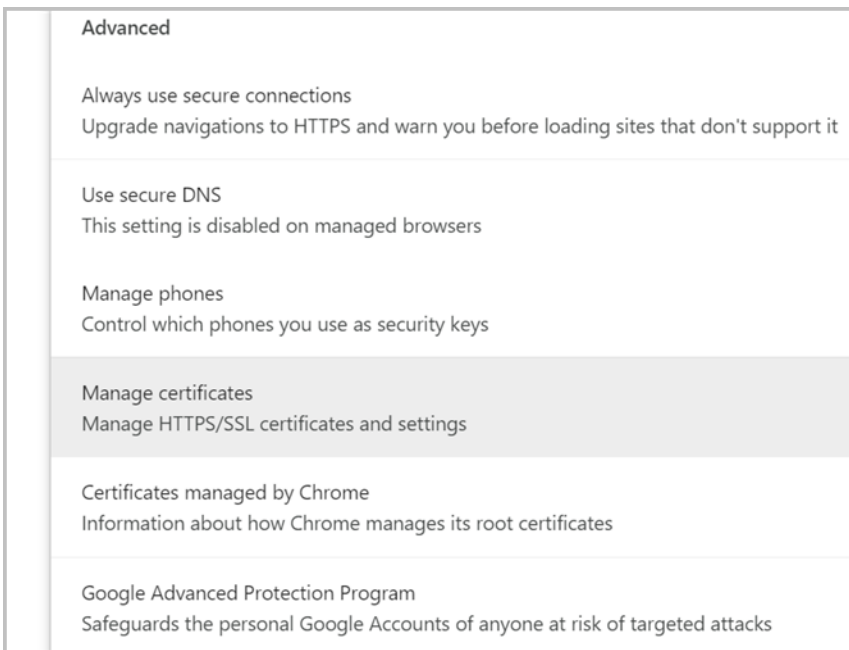 Advanced
Always use secure connections
Upgrade navigations to HTTPS and warn you before loading sites that don't support it
Use secure DNS
This setting is disabled on managed browsers
Manage phones
Control which phones you use as security keys
Manage certificates
Manage HTTPS/SSL certificates and settings
Certificates managed by Chrome
Information about how Chrome manages its root certificates
Google Advanced Protection Program
Safeguards the personal Google Accounts of anyone at risk of targeted attacks